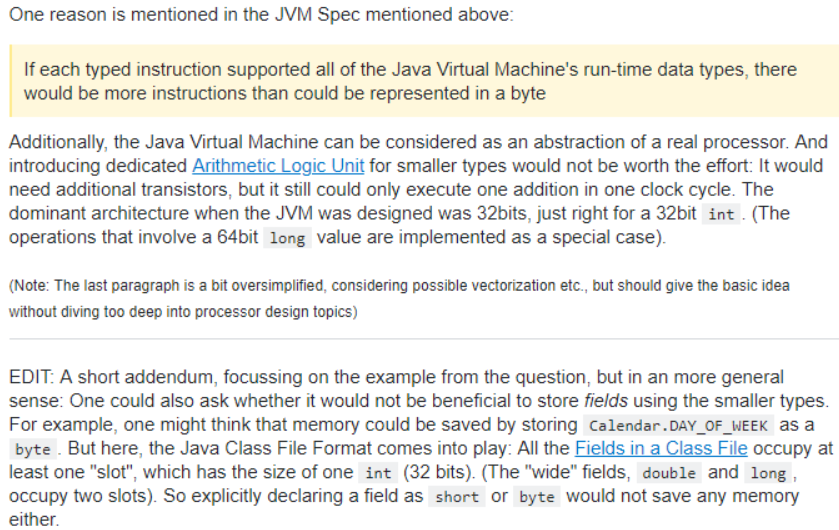 One reason is mentioned in the JVM Spec mentioned above:
If each typed instruction supported all of the Java Virtual Machine's run-time data types, there
would be more instructions than could be represented in a byte
Additionally, the Java Virtual Machine can be considered as an abstraction of a real processor. And
introducing dedicated Arithmetic Logic Unit for smaller types would not be worth the effort: It would
need additional transistors, but it still could only execute one addition in one clock cycle. The
dominant architecture when the JVM was designed was 32bits, just right for a 32bit int . (The
operations that involve a 64bit long value are implemented as a special case).
(Note: The last paragraph is a bit oversimplified, considering possible vectorization etc., but should give the basic idea
without diving too deep into processor design topics)
EDIT: A short addendum, focussing on the example from the question, but in an more general
sense: One could also ask whether it would not be beneficial to store fields using the smaller types.
For example, one might think that memory could be saved by storing Calendar.DAY_OF_WEEK as a
byte . But here, the Java Class File Format comes into play: All the Fields in a Class File occupy at
least one "slot", which has the size of one int (32 bits). (The "wide" fields, double and long ,
occupy two slots). So explicitly declaring a field as short or byte would not save any memory
either.